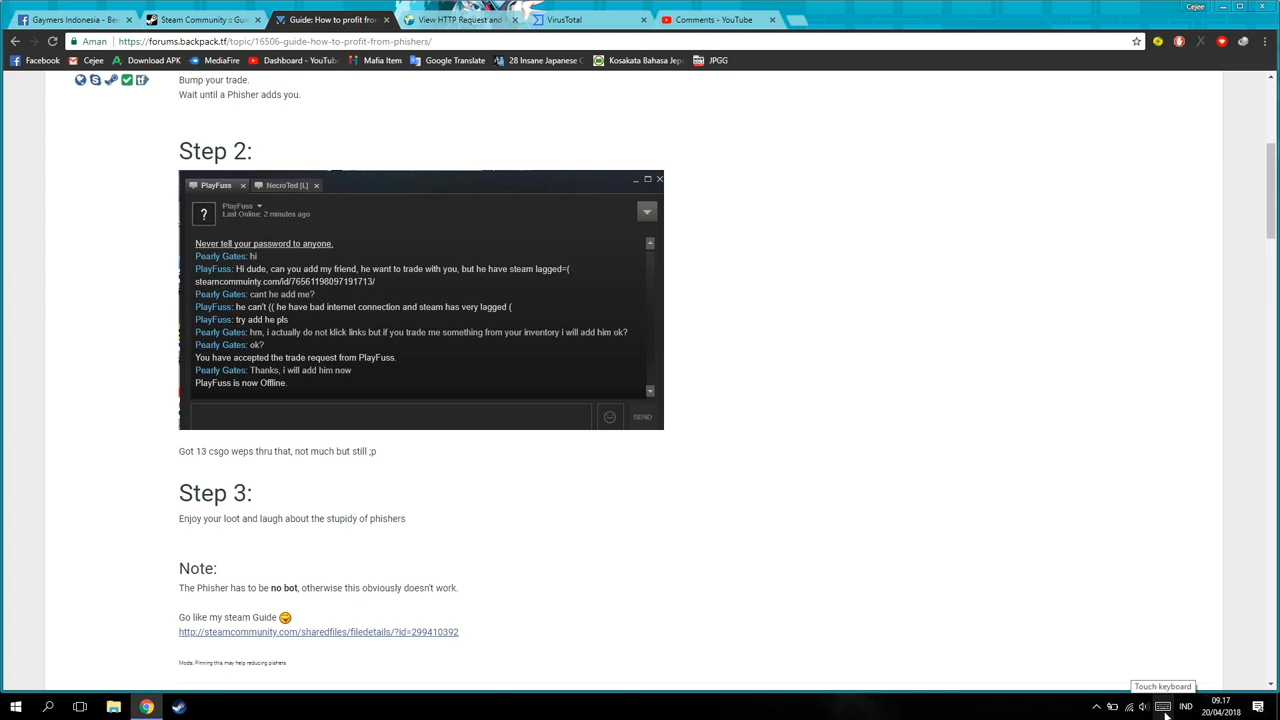 Gaymers Indonesia - Be
Steam Community :: Gui
Guide: How to profit from
View HTTP Request and
VirusTotal
Comments - YouTube
Cejee
Aman
https://forums.backpack.tf/topic/16506-guide-how-to-profit-from-phishers/
Facebook
Cejee
Download APK
MediaFire
Dashboard - YouTu
Mafia Item
Google Translate
28 Insane Japanese
Kosakata Bahasa Jep
JPGG
Bump your trade.
Wait until a Phisher adds you.
Step 2:
PlayFuss
NecroTed [L]
PlayFuss
Last Online: 2 minutes ago
Never tell your password to anyone.
Pearly Gates: hi
PlayFuss: Hi dude, can you add my friend, he want to trade with you, but he have steam lagged=(
steamcommuinty.com/id/76561198097191713/
Pearly Gates: cant he add me?
PlayFuss: he can't (( he have bad internet connection and steam has very lagged (
PlayFuss: try add he pls
Pearly Gates: hm, i actually do not klick links but if you trade me something from your inventory i will add him ok?
Pearly Gates: ok?
You have accepted the trade request from PlayFuss.
Pearly Gates: Thanks, i will add him now
PlayFuss is now Offline.
SEND
Got 13 csgo weps thru that, not much but still ;p
Step 3:
Enjoy your loot and laugh about the stupidy of phishers
Note:
The Phisher has to be no bot, otherwise this obviously doesn't work.
Go like my steam Guide
http://steamcommunity.com/sharedfiles/filedetails/?id=299410392
Mods: Pinning this may help reducing pishers
Touch keyboard
IND
09.17
20/04/2018